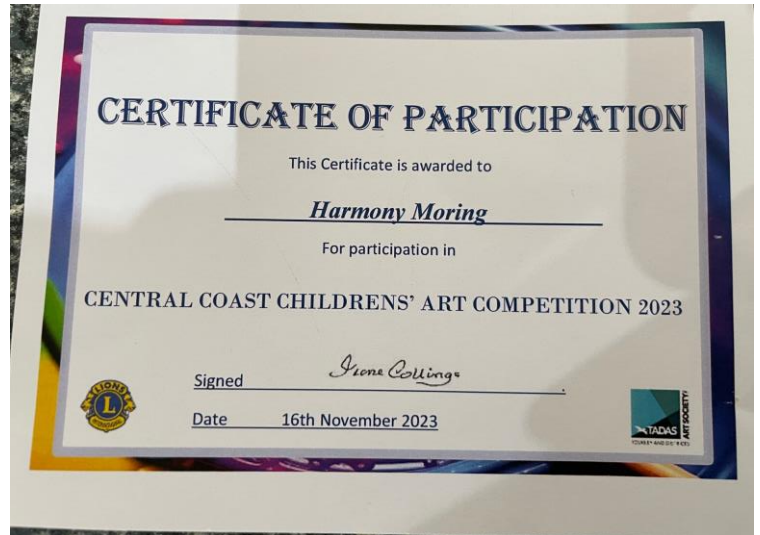 CERTIFICATE OF PARTICIPATION
This Certificate is awarded to
Harmony Moring
For participation in
CENTRAL COAST CHILDRENS' ART COMPETITION 2023
Signed
Date 16th November 2023
LIONS
L
INTERNATIONAL
TADAS
ART SOCIETY